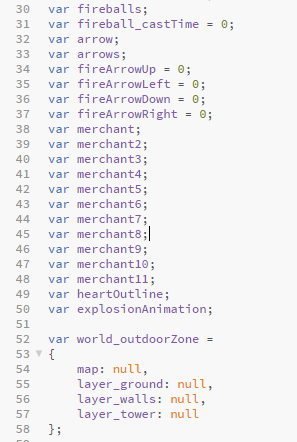 30 var fireballs;
31 var fireball_castTime = 0;
32 var arrow;
33 var arrows;
34 var fireArrowUp = 0;
35 var fireArrowLeft = 0;
36 var fireArrowDown = 0;
37 var fireArrowRight = 0;
38 var merchant;
39 var merchant2;
40 var merchant3;
41 var merchant4;
42 var merchant5;
43 var merchant6;
44 var merchant7;
45 var merchant8;
46 var merchant9;
47 var merchant10;
48 var merchant11;
49 var heartOutline;
50 var explosionAnimation;
51
52 var world_outdoorZone =
53 {
54     map: null,
55     layer_ground: null,
56     layer_walls: null,
57     layer_tower: null
58 };